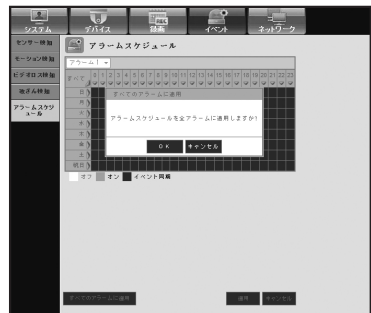 システム デバイス 録画 イベント ネットワーク
センサー検知
モーション検知
ビデオロス検知
改ざん検知
アラームスケジュール
アラームスケジュール
アラーム1
すべて 0 1 2 3 4 5 6 7 8 9 10 11 12 13 14 15 16 17 18 19 20 21 22 23
日
月
火
水
木
金
土
祝日
すべてのアラームに適用
アラームスケジュールを全アラームに適用しますか?
OK キャンセル
オフ オン イベント同期
すべてのアラームに適用 適用 キャンセル